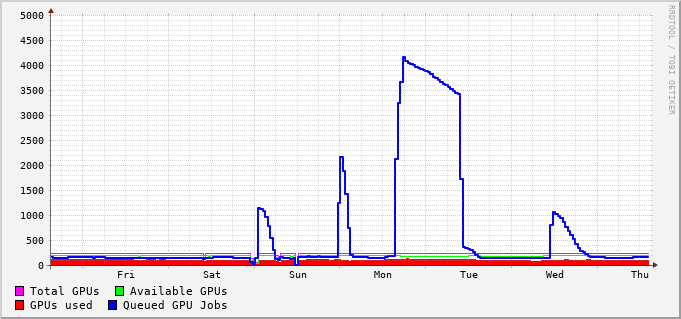 5000
4500
4000
3500
3000
2500
2000
1500
1000
500
0
Fri Sat Sun Mon Tue Wed Thu
Total GPUs Available GPUs
GPUs used Queued GPU Jobs
RRDTOOL / TOBI OETIKER